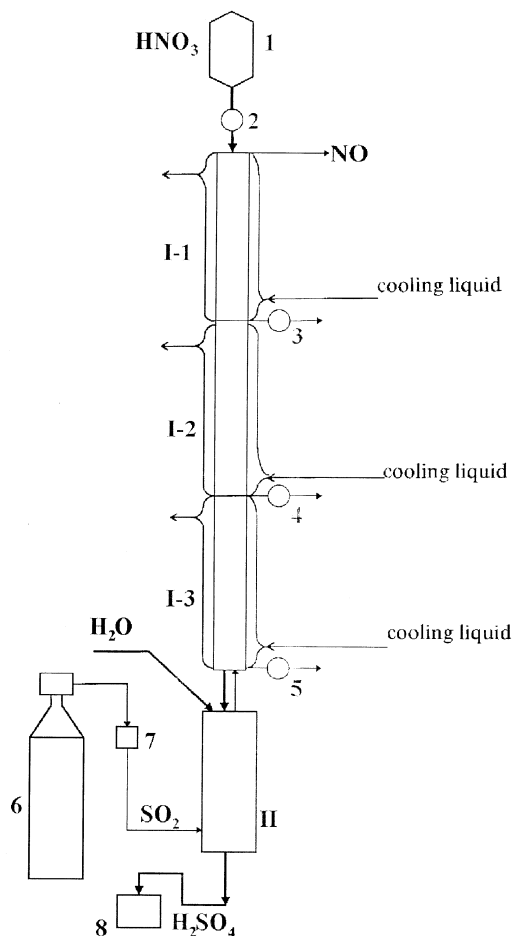 HNO₃ 1
2
NO
I-1
cooling liquid
3
I-2
cooling liquid
4
I-3
H₂O
cooling liquid
5
6
7
SO₂
II
8
H₂SO₄